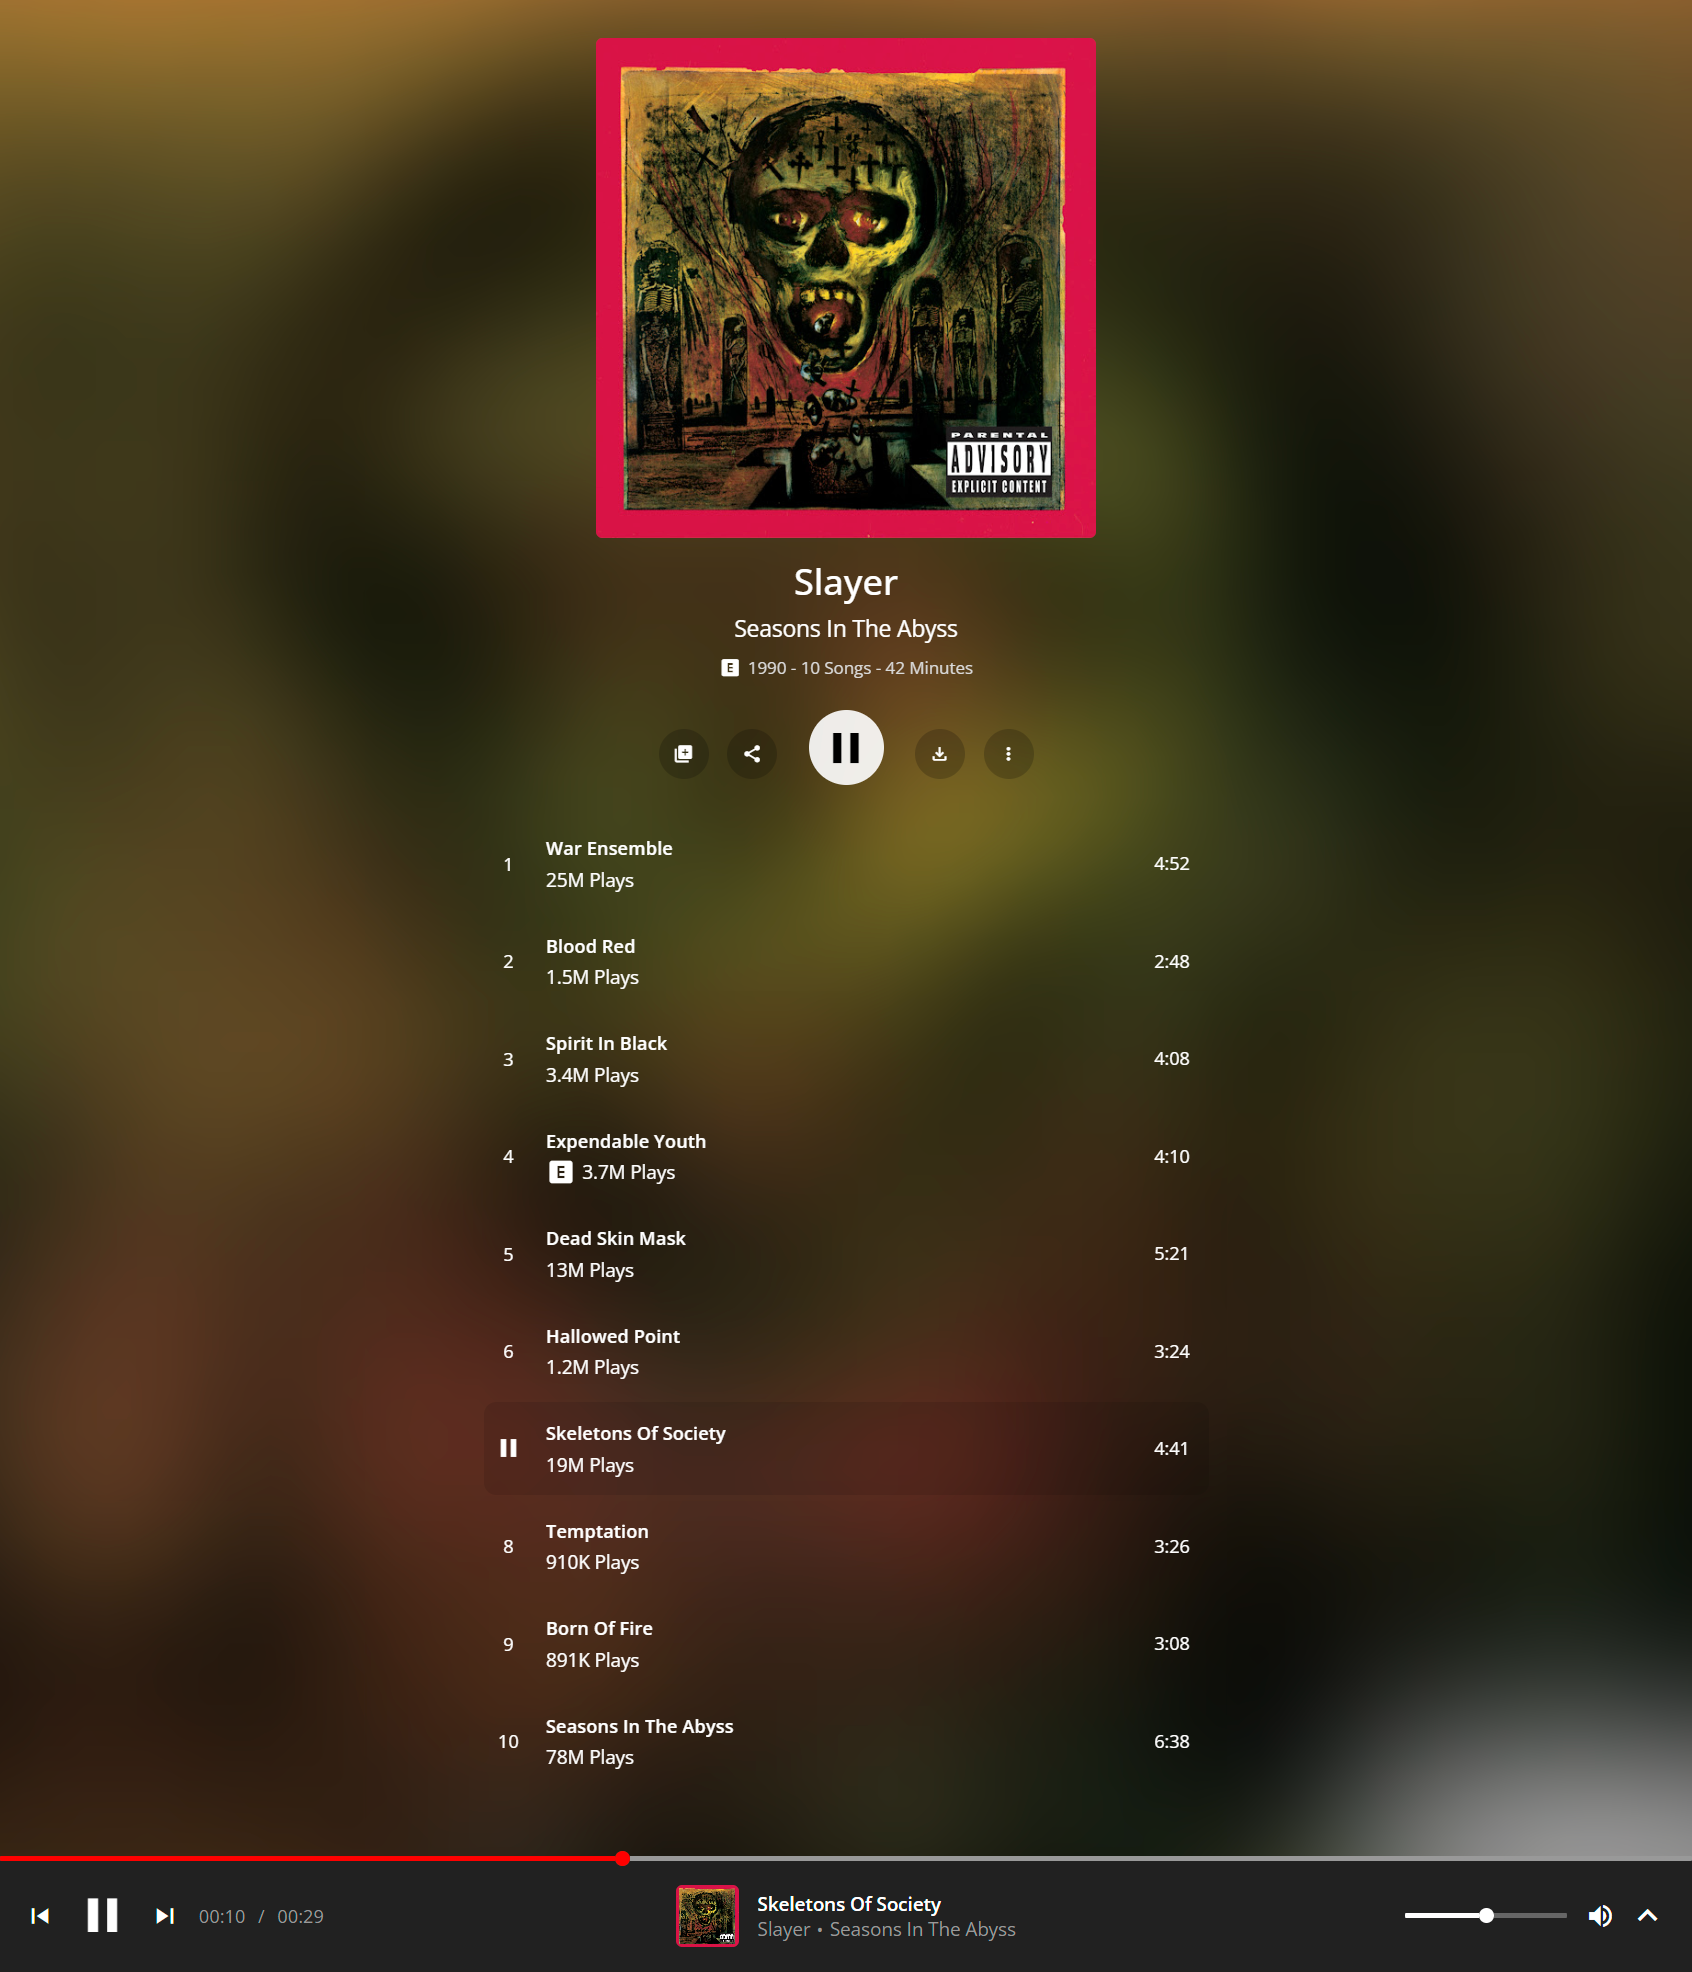 PARENTAL
ADVISORY
EXPLICIT CONTENT
Slayer
Seasons In The Abyss
E 1990 - 10 Songs - 42 Minutes
1 War Ensemble 4:52
25M Plays
2 Blood Red 2:48
1.5M Plays
3 Spirit In Black 4:08
3.4M Plays
4 Expendable Youth 4:10
E 3.7M Plays
5 Dead Skin Mask 5:21
13M Plays
6 Hallowed Point 3:24
1.2M Plays
Skeletons Of Society 4:41
19M Plays
8 Temptation 3:26
910K Plays
9 Born Of Fire 3:08
891K Plays
10 Seasons In The Abyss 6:38
78M Plays
00:10 / 00:29
Skeletons Of Society
Slayer • Seasons In The Abyss